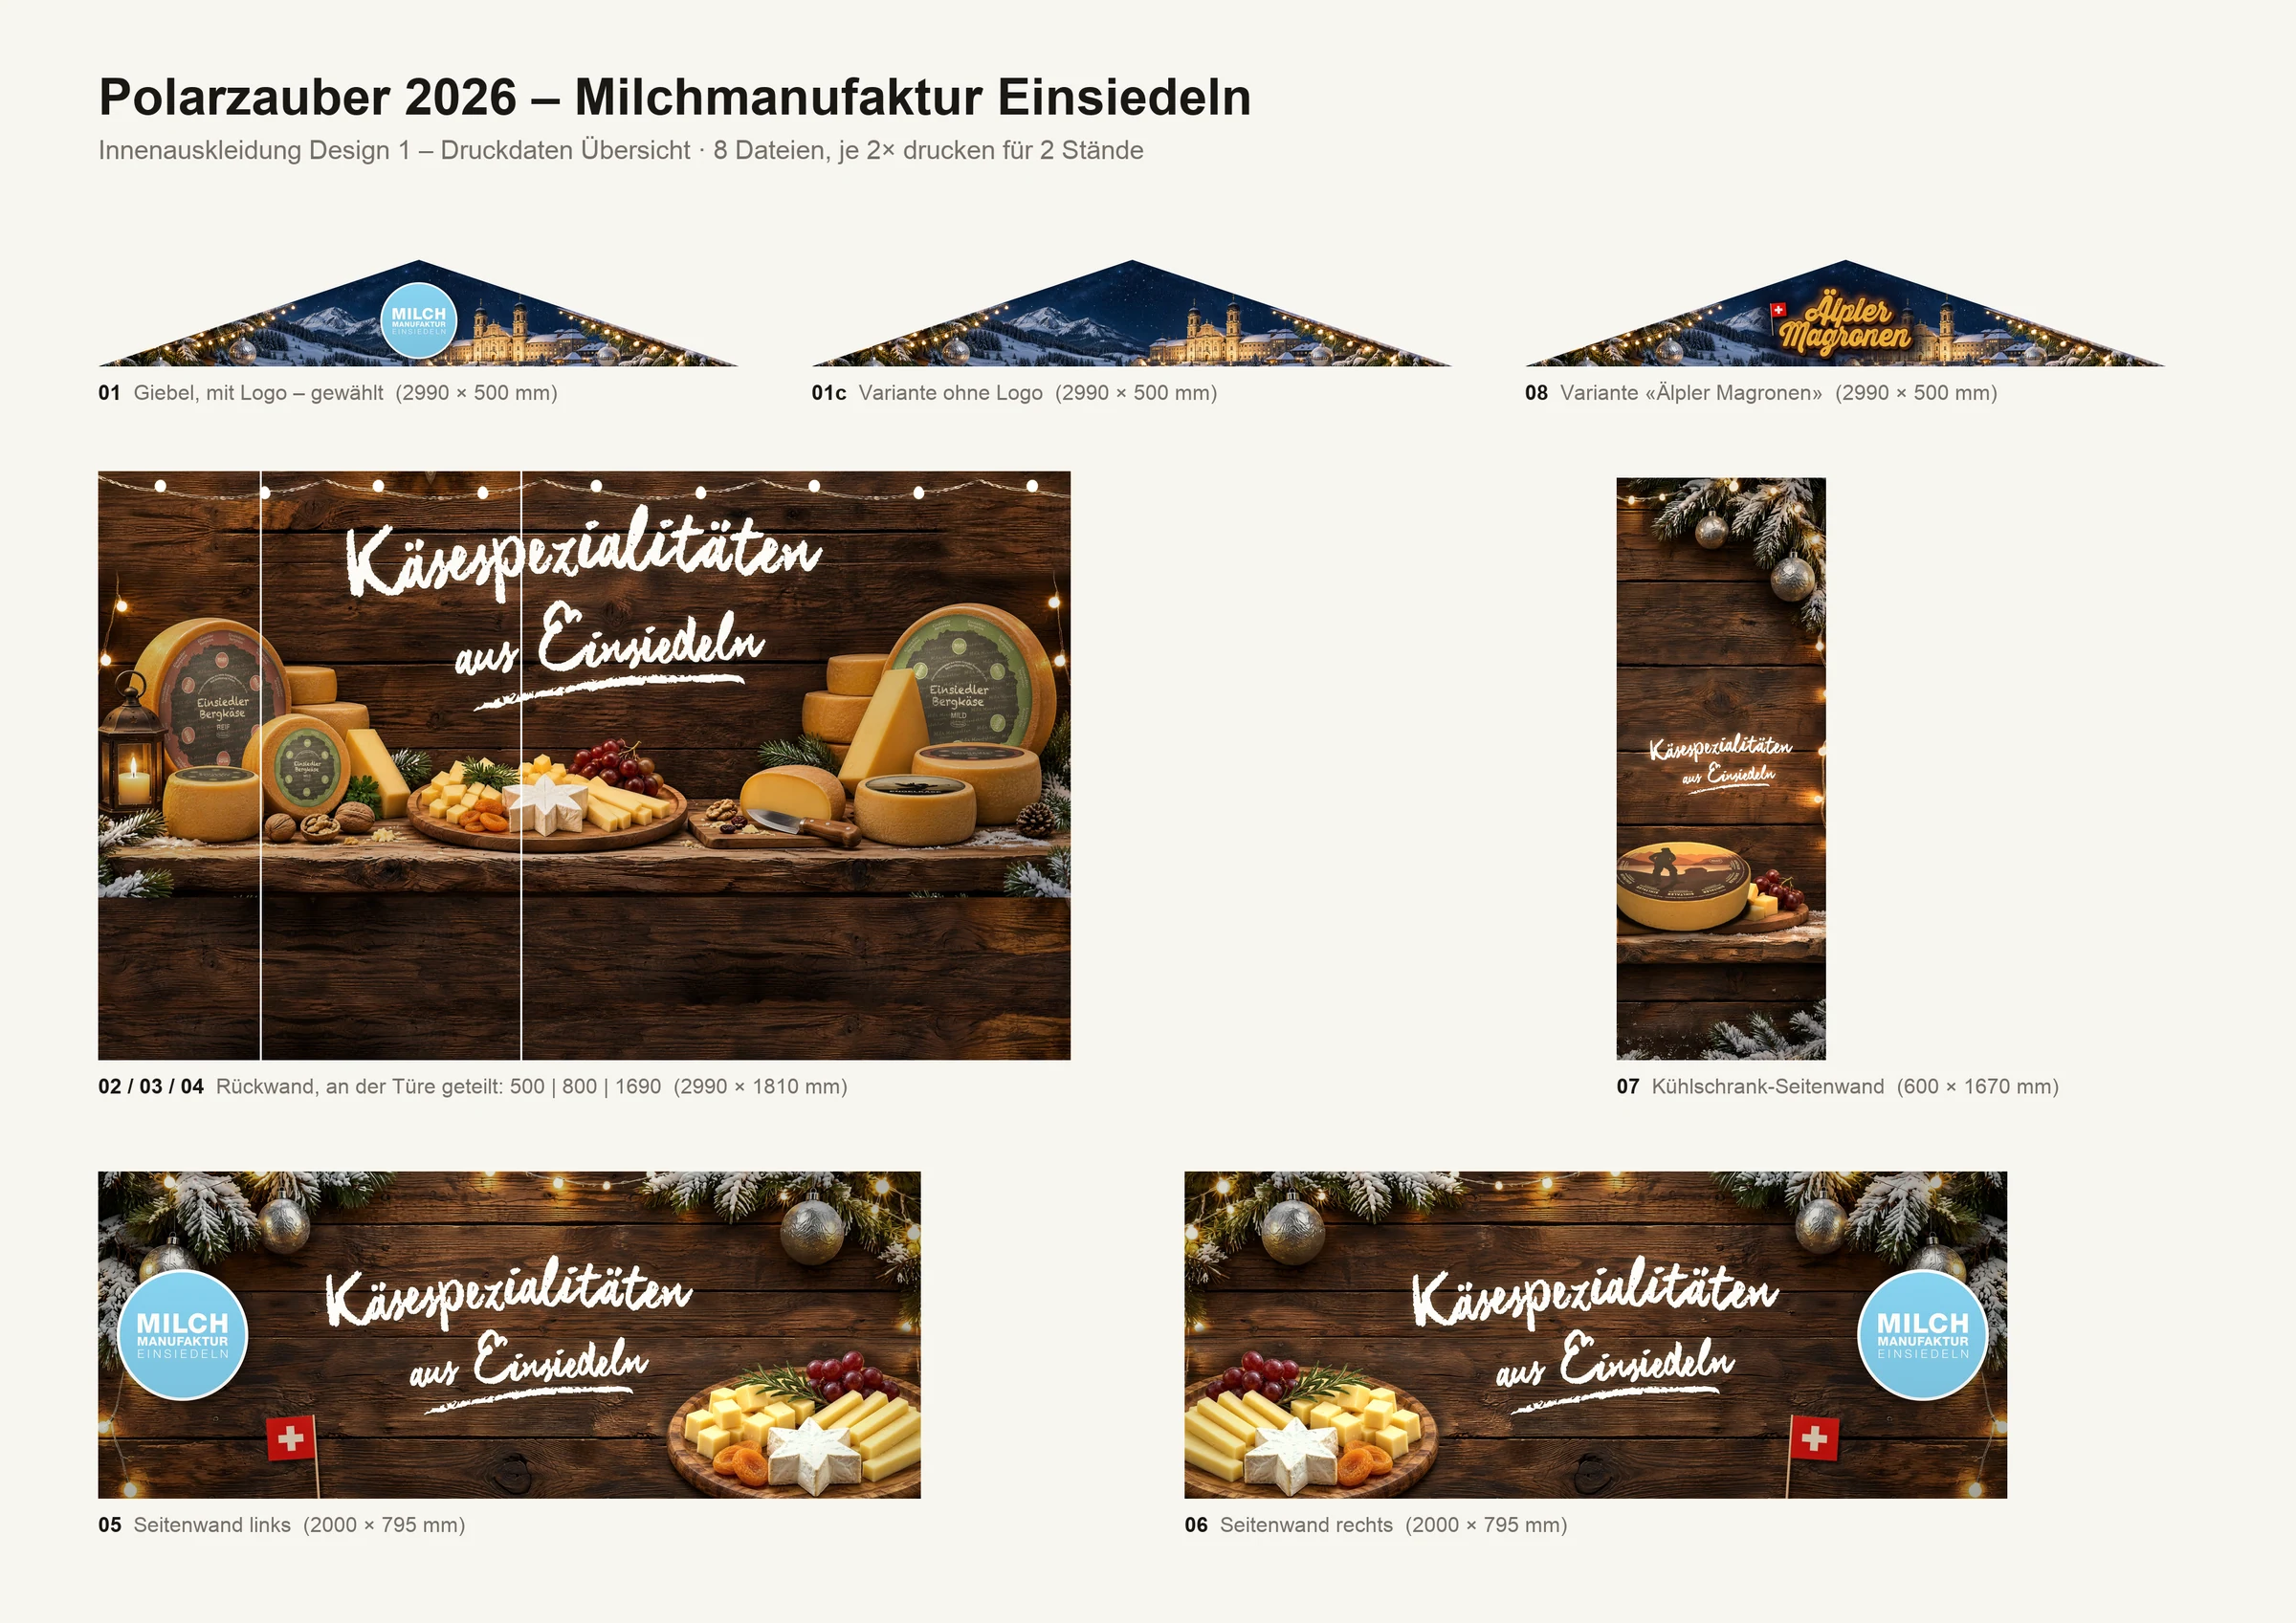 Polarzauber 2026 – Milchmanufaktur Einsiedeln
Innenauskleidung Design 1 – Druckdaten Übersicht · 8 Dateien, je 2× drucken für 2 Stände
MILCH
MANUFAKTUR
EINSIEDELN
Älpler
Magronen
01 Giebel, mit Logo – gewählt (2990 × 500 mm)
01c Variante ohne Logo (2990 × 500 mm)
08 Variante «Älpler Magronen» (2990 × 500 mm)
Käsespezialitäten
aus Einsiedeln
Einsiedler
Bergkäse
REIF
Einsiedler
Bergkäse
Einsiedler
Bergkäse
MILD
Käsespezialitäten
aus Einsiedeln
02 / 03 / 04 Rückwand, an der Türe geteilt: 500 | 800 | 1690 (2990 × 1810 mm)
07 Kühlschrank-Seitenwand (600 × 1670 mm)
MILCH
MANUFAKTUR
EINSIEDELN
Käsespezialitäten
aus Einsiedeln
Käsespezialitäten
aus Einsiedeln
MILCH
MANUFAKTUR
EINSIEDELN
05 Seitenwand links (2000 × 795 mm)
06 Seitenwand rechts (2000 × 795 mm)